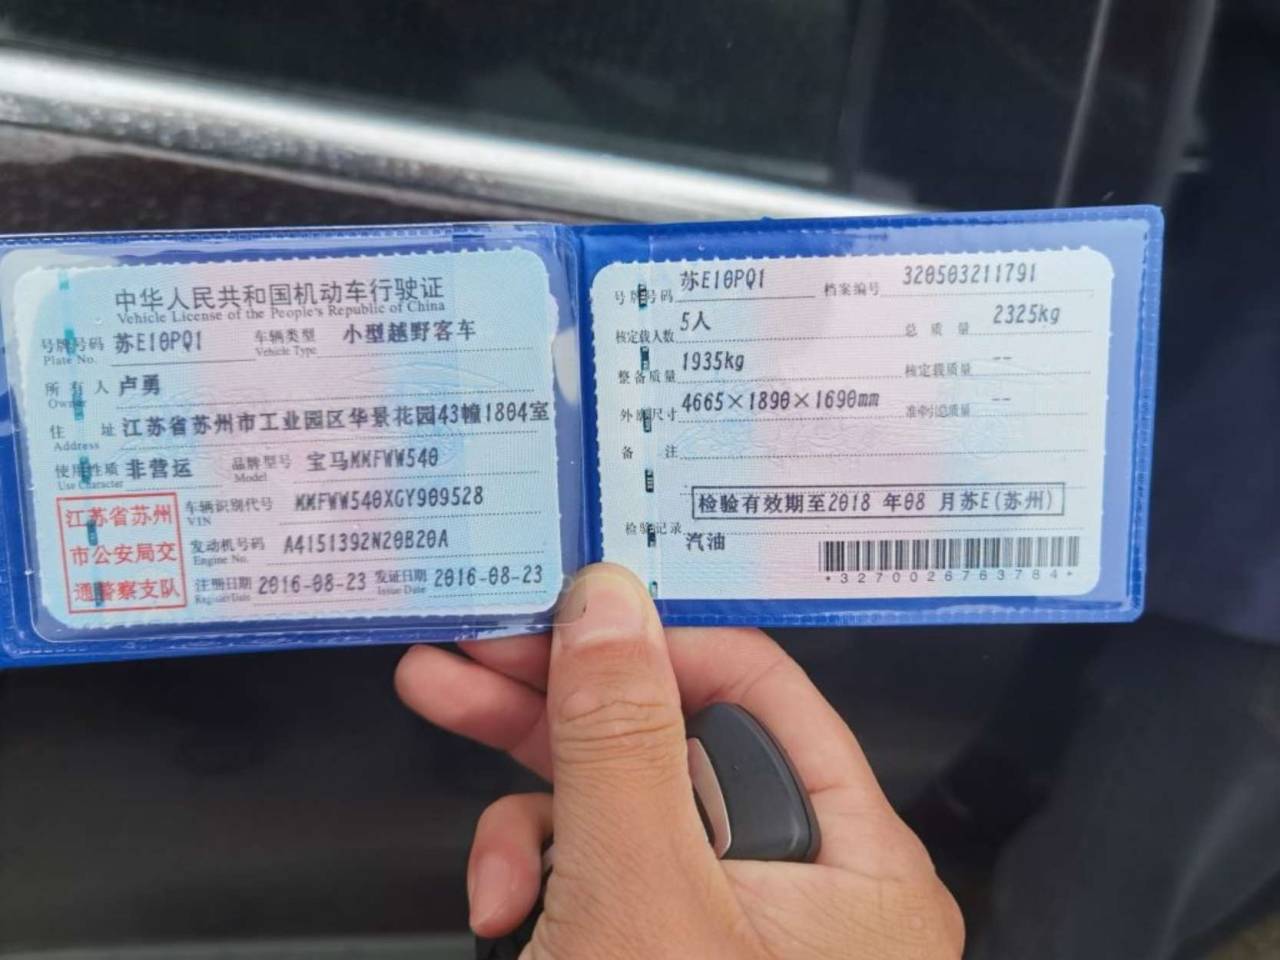 中华人民共和国机动车行驶证
Vehicle License of the People's Republic of China
号牌号码 苏E10PQ1 车辆类型 小型越野客车
Plate No. Vehicle Type
所有人 卢勇
Owner
住址 江苏省苏州市工业园区华景花园43幢1804室
Address
使用性质 非营运 品牌型号 宝马MMFWW540
Use Character Model
江苏省苏州
市公安局交
通警察支队
车辆识别代号 MMFWW540XGY909528
VIN
发动机号码 A4151392N20B20A
Engine No.
注册日期 2016-08-23 发证日期 2016-08-23
Register Date Issue Date
号牌号码 苏E10PQ1 档案编号 320503211791
核定载人数 5人 总质量 2325kg
整备质量 1935kg 核定载质量 --
外廓尺寸 4665×1890×1690mm 准牵引总质量 --
备注
检验有效期至2018 年08 月苏E(苏州)
检验记录
汽油
*3270026763784*